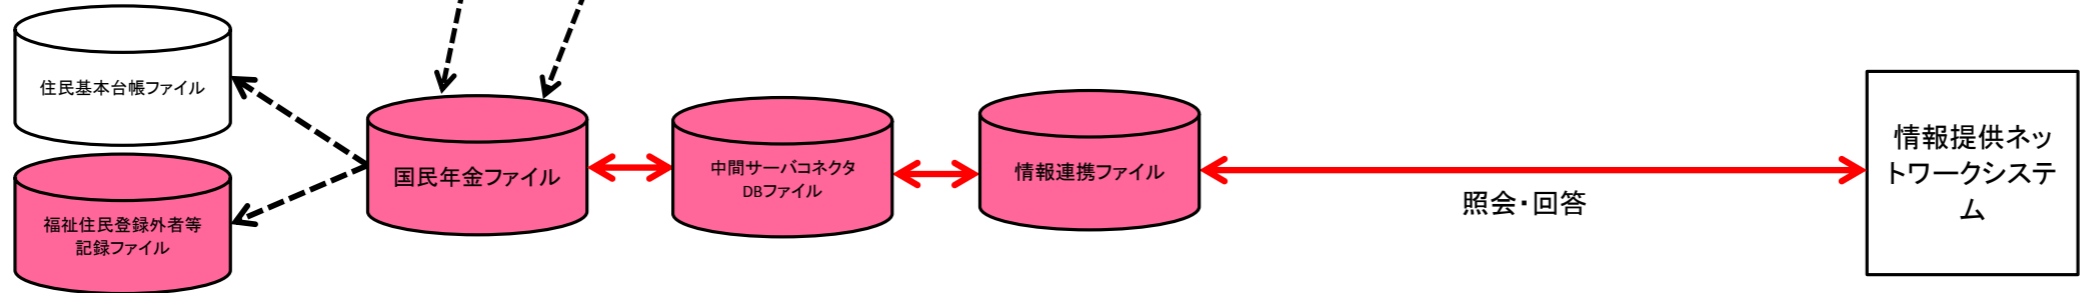 住民基本台帳ファイル
福祉住民登録外者等
記録ファイル
国民年金ファイル
中間サーバコネクタ
DBファイル
情報連携ファイル
照会・回答
情報提供ネッ
トワークシステ
ム